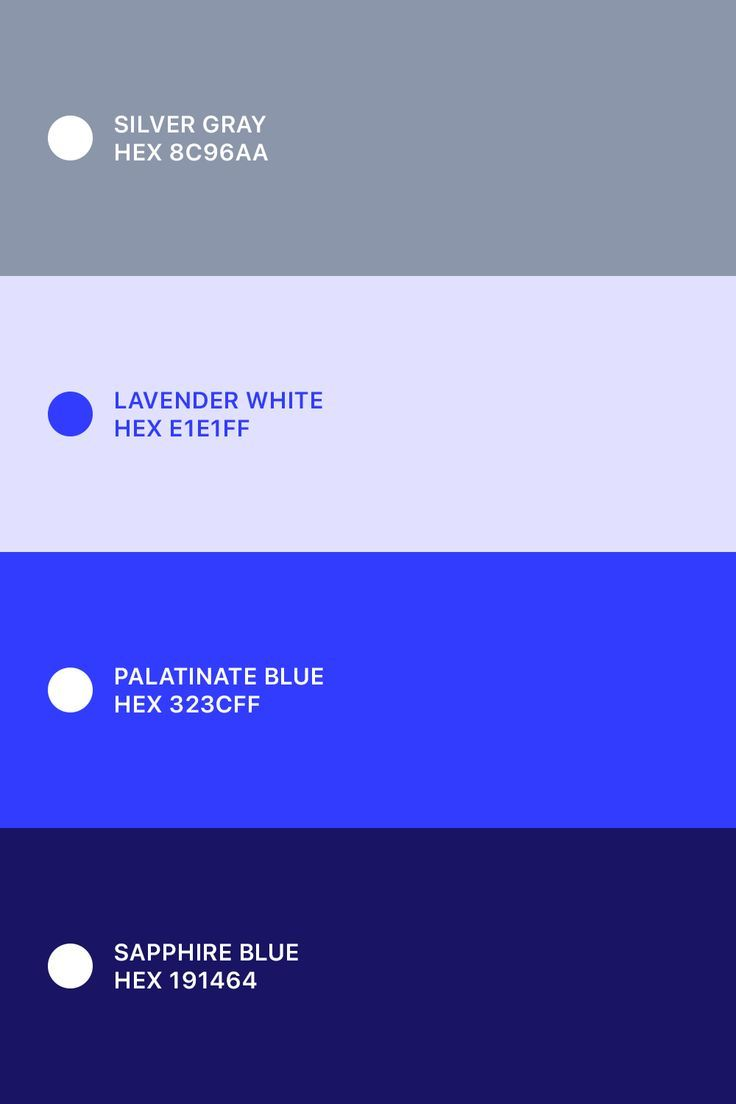 SILVER GRAY
HEX 8C96AA
LAVENDER WHITE
HEX E1E1FF
PALATINATE BLUE
HEX 323CFF
SAPPHIRE BLUE
HEX 191464